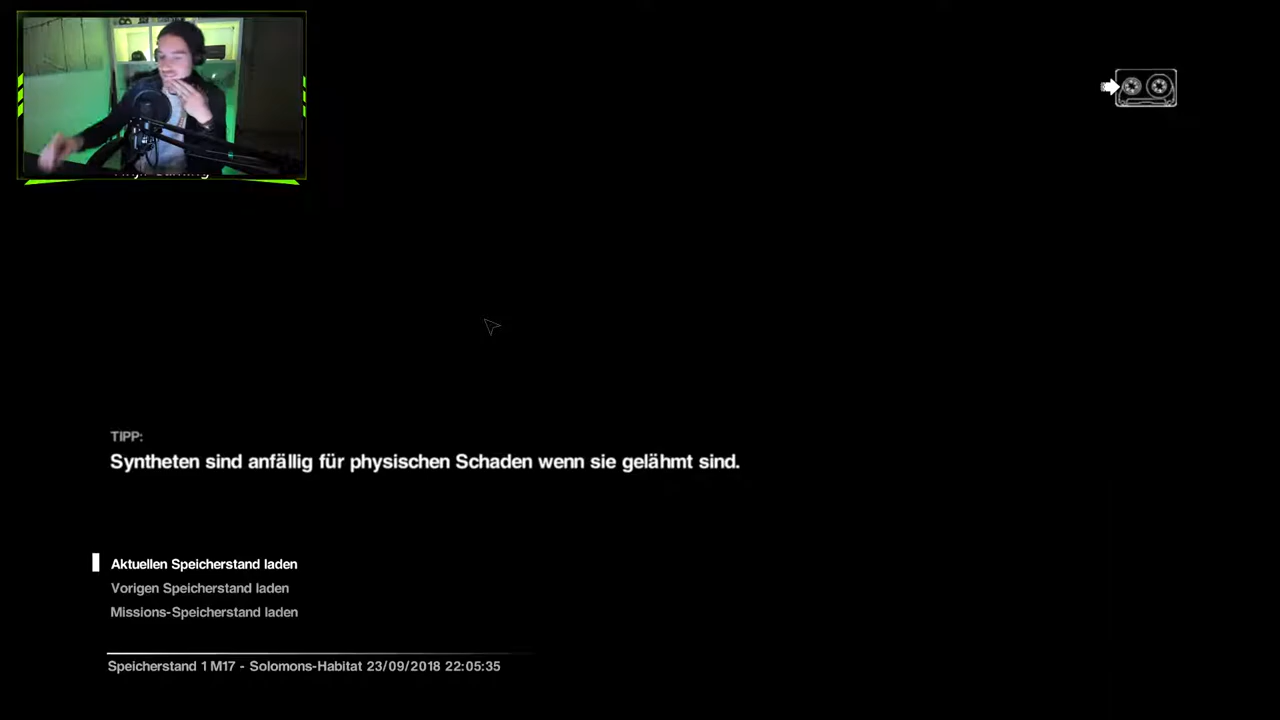 TIPP:
Syntheten sind anfällig für physischen Schaden wenn sie gelähmt sind.
Aktuellen Speicherstand laden
Vorigen Speicherstand laden
Missions-Speicherstand laden
Speicherstand 1 M17 - Solomons-Habitat 23/09/2018 22:05:35